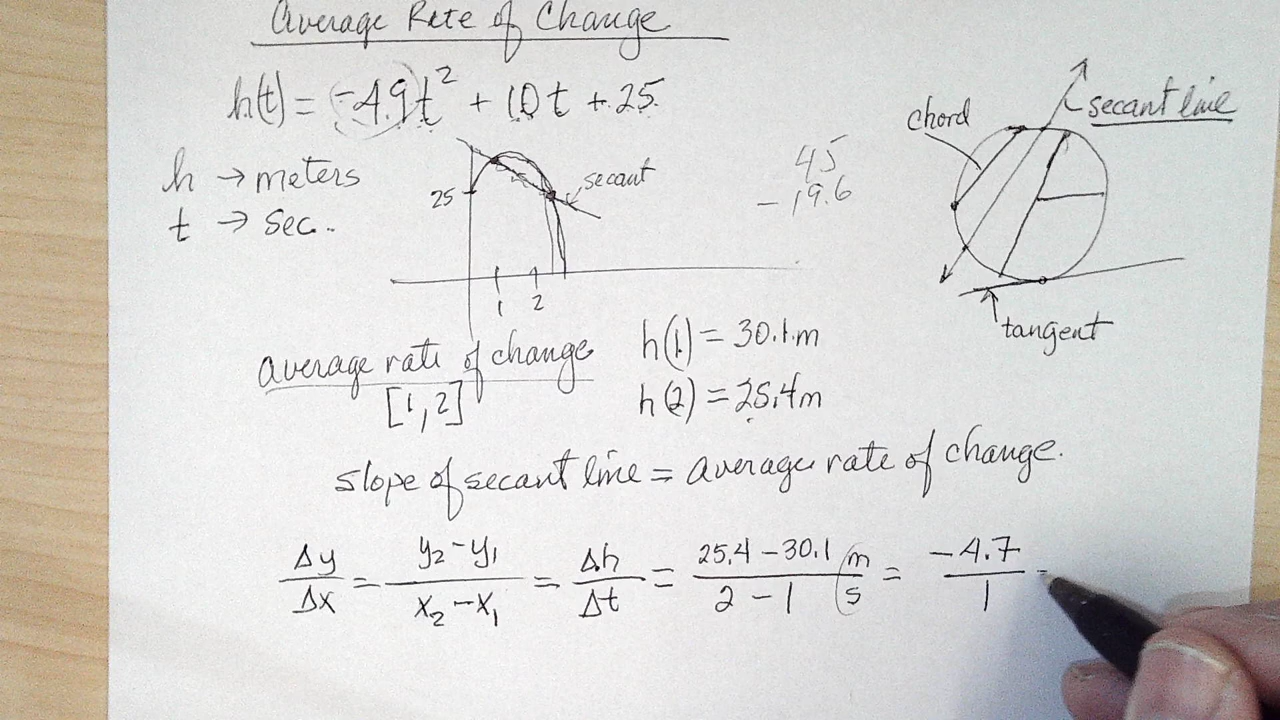 Average Rate of Change
h(t) = -4.9t² + 10t + 25
chord
secant line
h → meters
t → sec.
25
secant
45
- 19.6
1 2
tangent
average rate of change
[1,2]
h(1) = 30.1m
h(2) = 25.4m
slope of secant line = average rate of change.
Δy/Δx = y₂-y₁/x₂-x₁ = Δh/Δt = 25.4-30.1/2-1 (m/s = -4.7/1 =